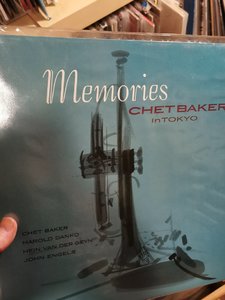 Memories
CHET BAKER
in TOKYO
CHET BAKER
HAROLD DANKO
HEIN VAN DER GEYN
JOHN ENGELS